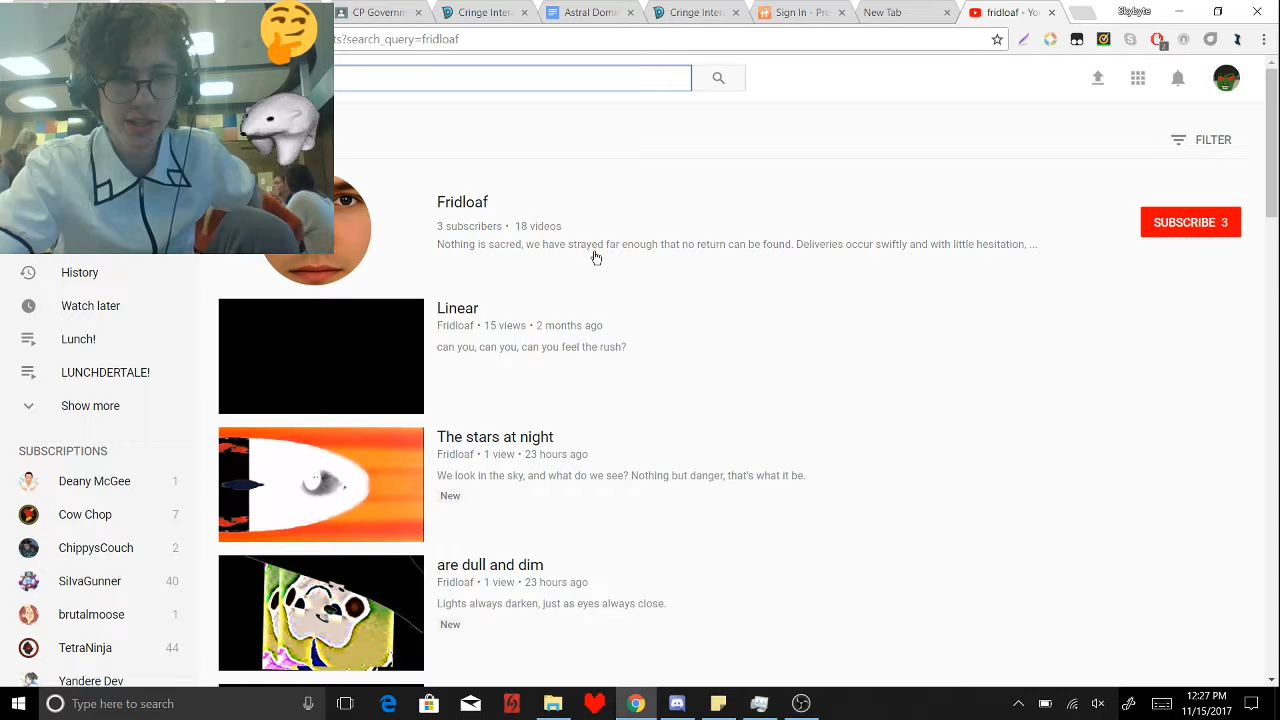 CP Governm
Cringe Inter
Astral Dom
Cringe Inter
Sign In - Pro
New Tab
fridloaf - Yo
Skybyte
ts?search_query=fridloaf
2
FILTER
Fridloaf
3 subscribers • 18 videos
SUBSCRIBE 3
Nothing is sacred, we have strayed far enough that no return can be found. Deliveries occur swiftly and with little hesitation, ...
History
Watch later
Lunch!
LUNCHDERTALE!
Show more
SUBSCRIPTIONS
Deany McGee 1
Cow Chop 7
ChippysCouch 2
SilvaGunner 40
brutalmoose 1
TetraNinja 44
Yandere Dev
Linear
Fridloaf • 15 views • 2 months ago
can you, can you, can you feel the rush?
The stars at night
Fridloaf • 1 view • 23 hours ago
We look in the sky, and what do we see? Nothing but danger, that's what it be.
New
are dull and dim
Fridloaf • 1 view • 23 hours ago
Lights always darken, just as eyes always close.
New
Type here to search
12:27 PM
11/15/2017